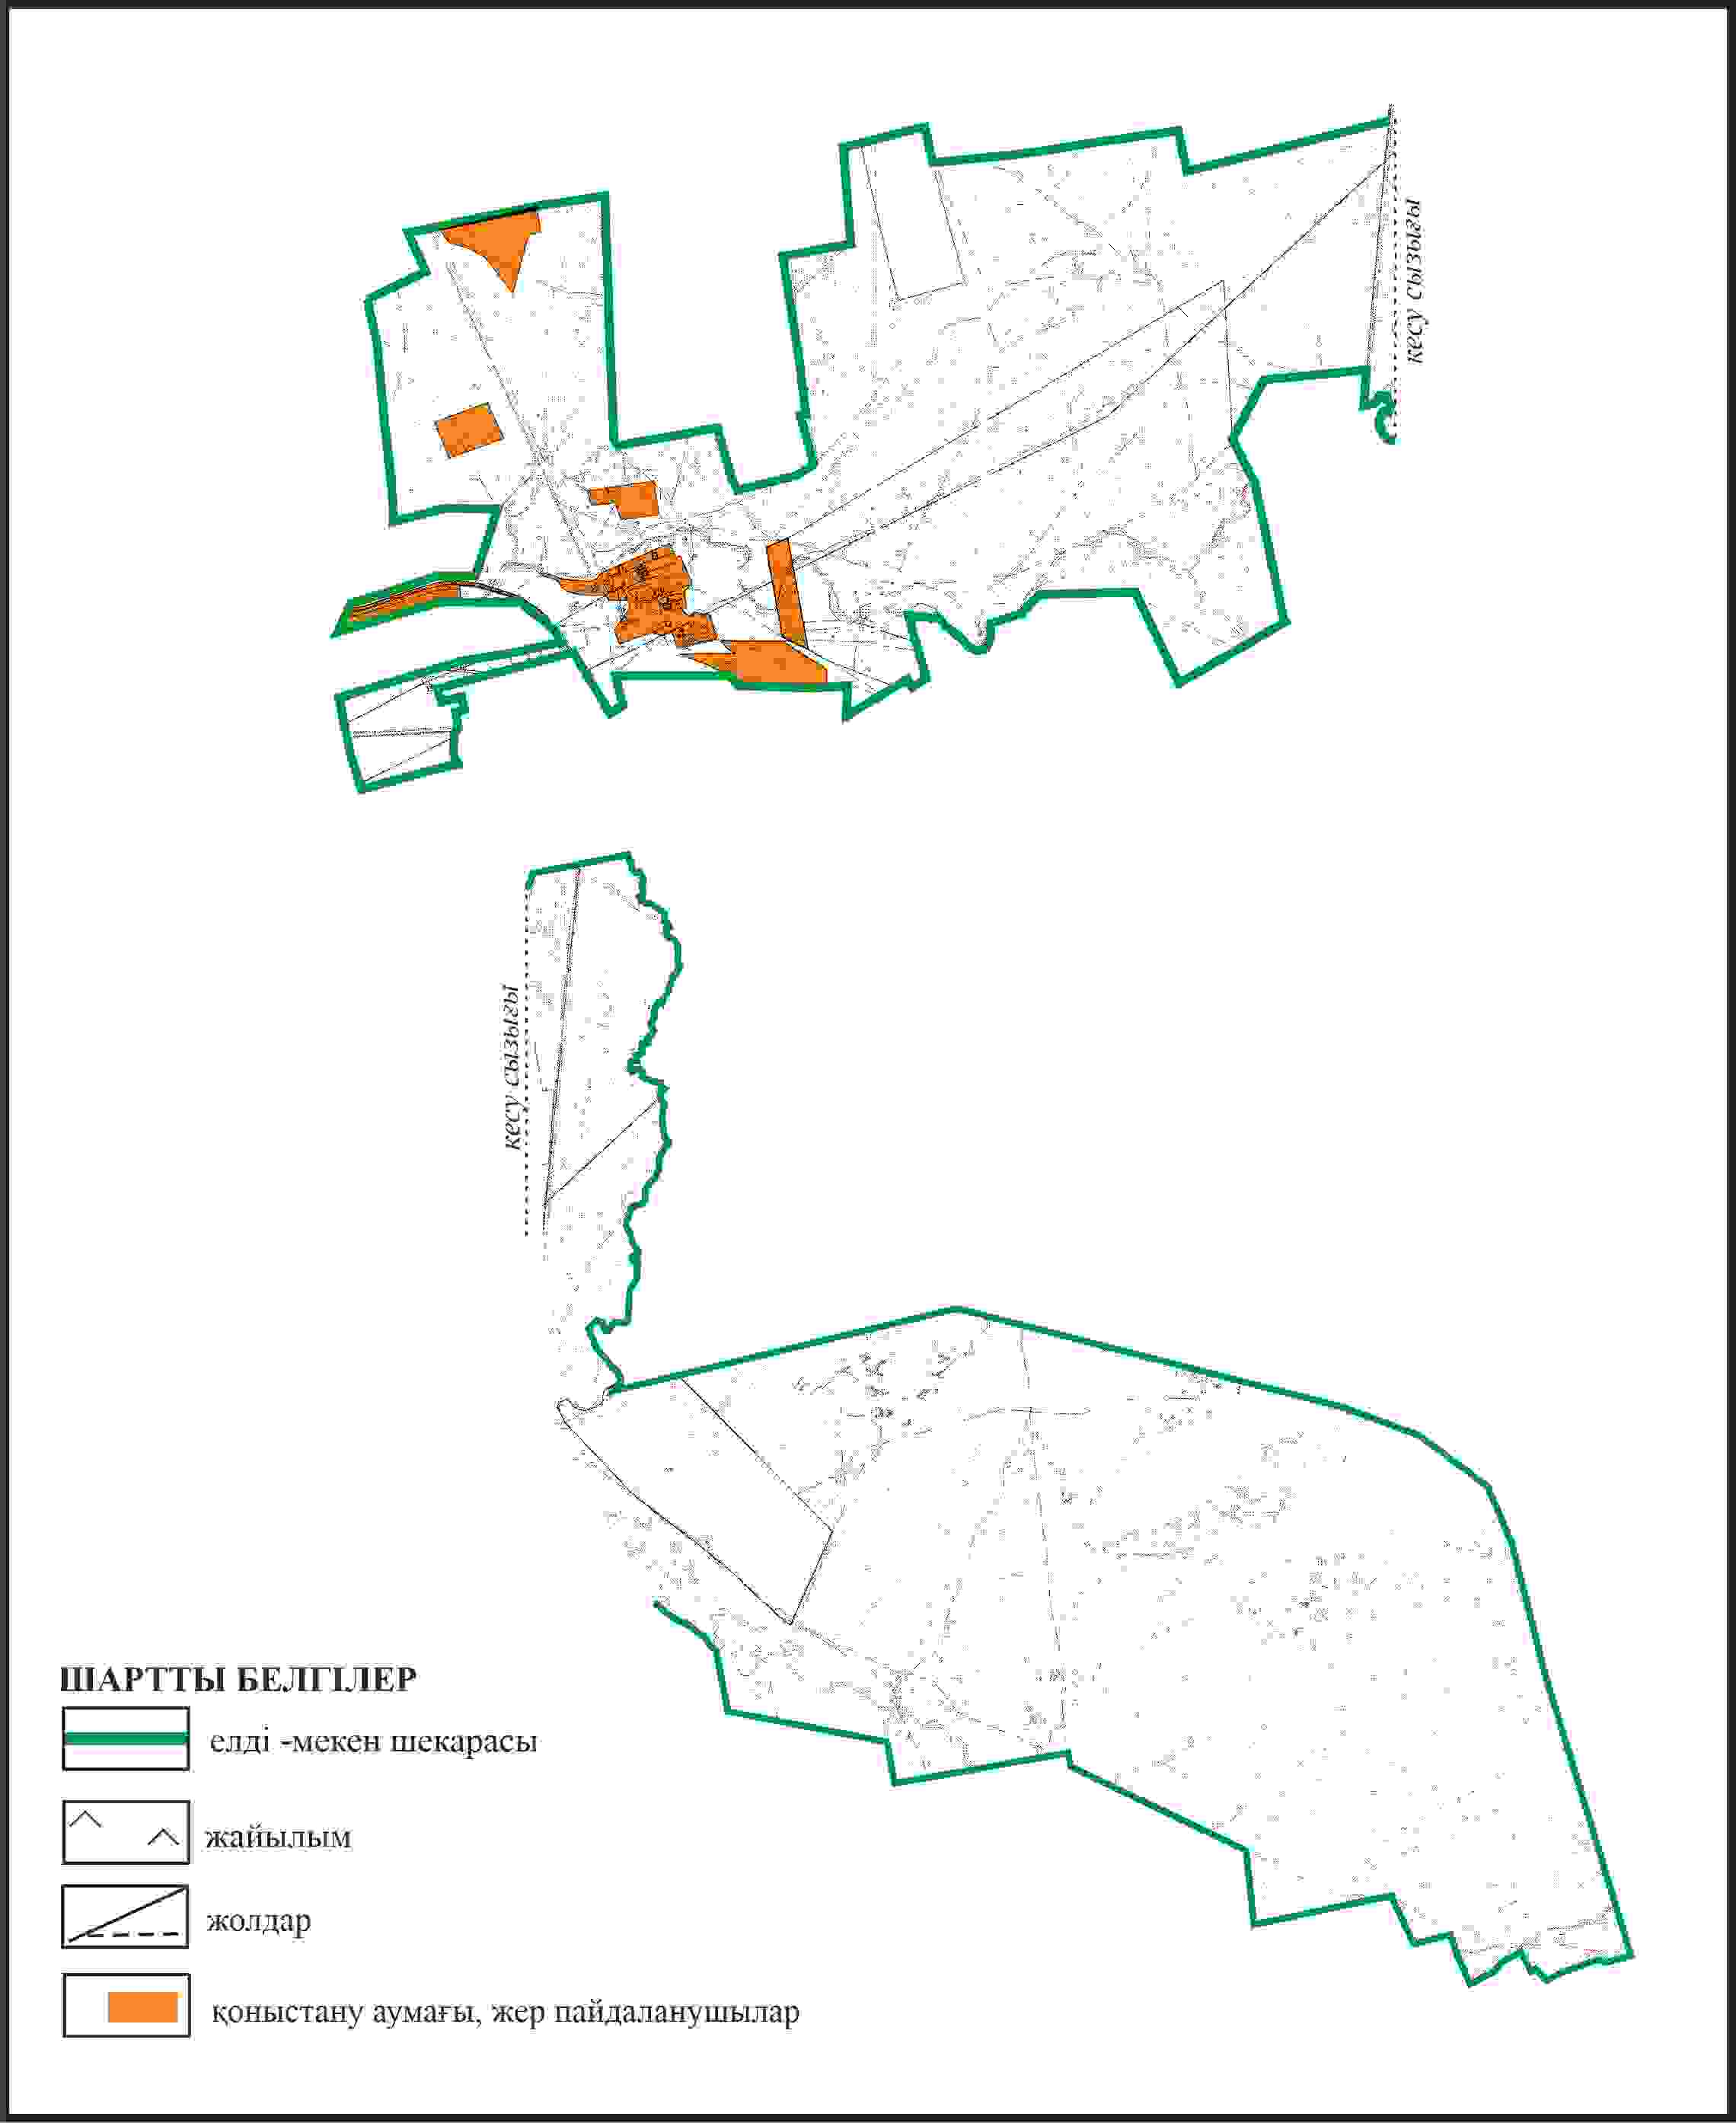 кесу сызығы
кесу сызығы
ШАРТТЫ БЕЛГІЛЕР
елді -мекен шекарасы
жайылым
жолдар
қоныстану аумағы, жер пайдаланушылар